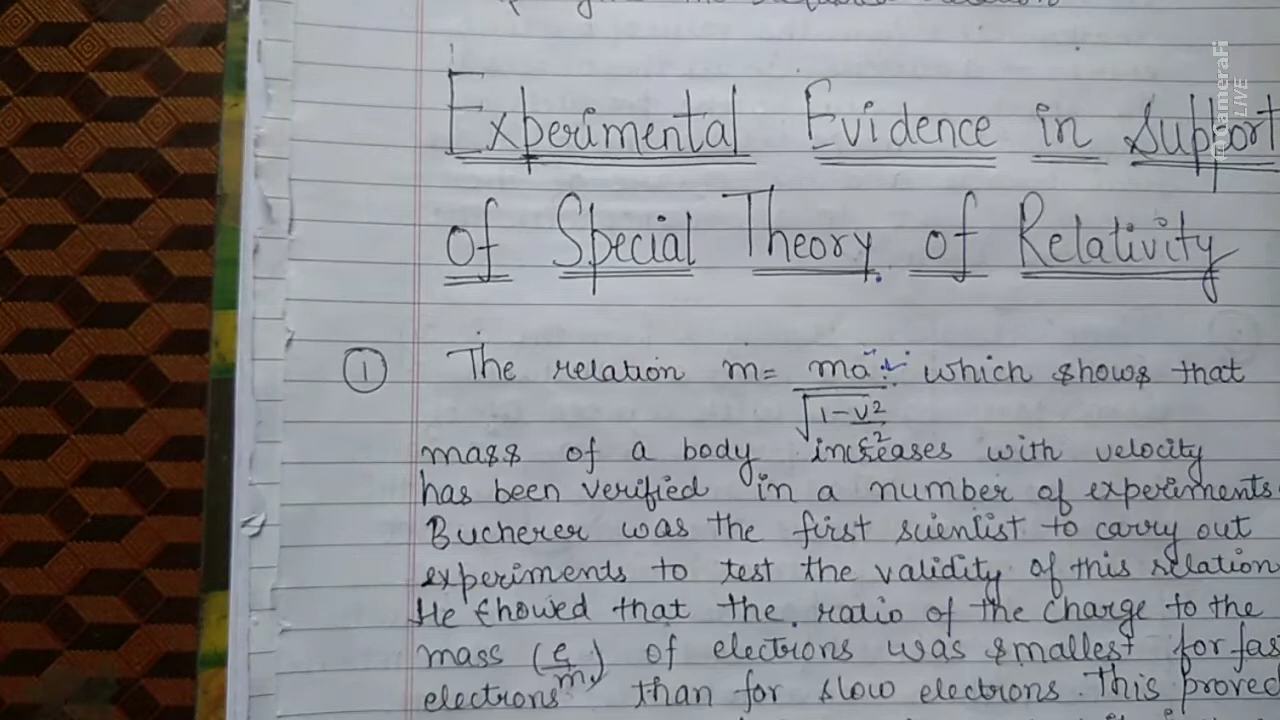 Experimental Evidence in Support
Of Special Theory of Relativity
① The relation m = mo / √(1-v²/c²) which shows that
mass of a body increases with velocity
has been verified in a number of experiments.
Bucherer was the first scientist to carry out
experiments to test the validity of this relation
He showed that the ratio of the charge to the
mass (e/m) of electrons was smallest for fas
electrons than for slow electrons. This proved
CameraFi
LIVE